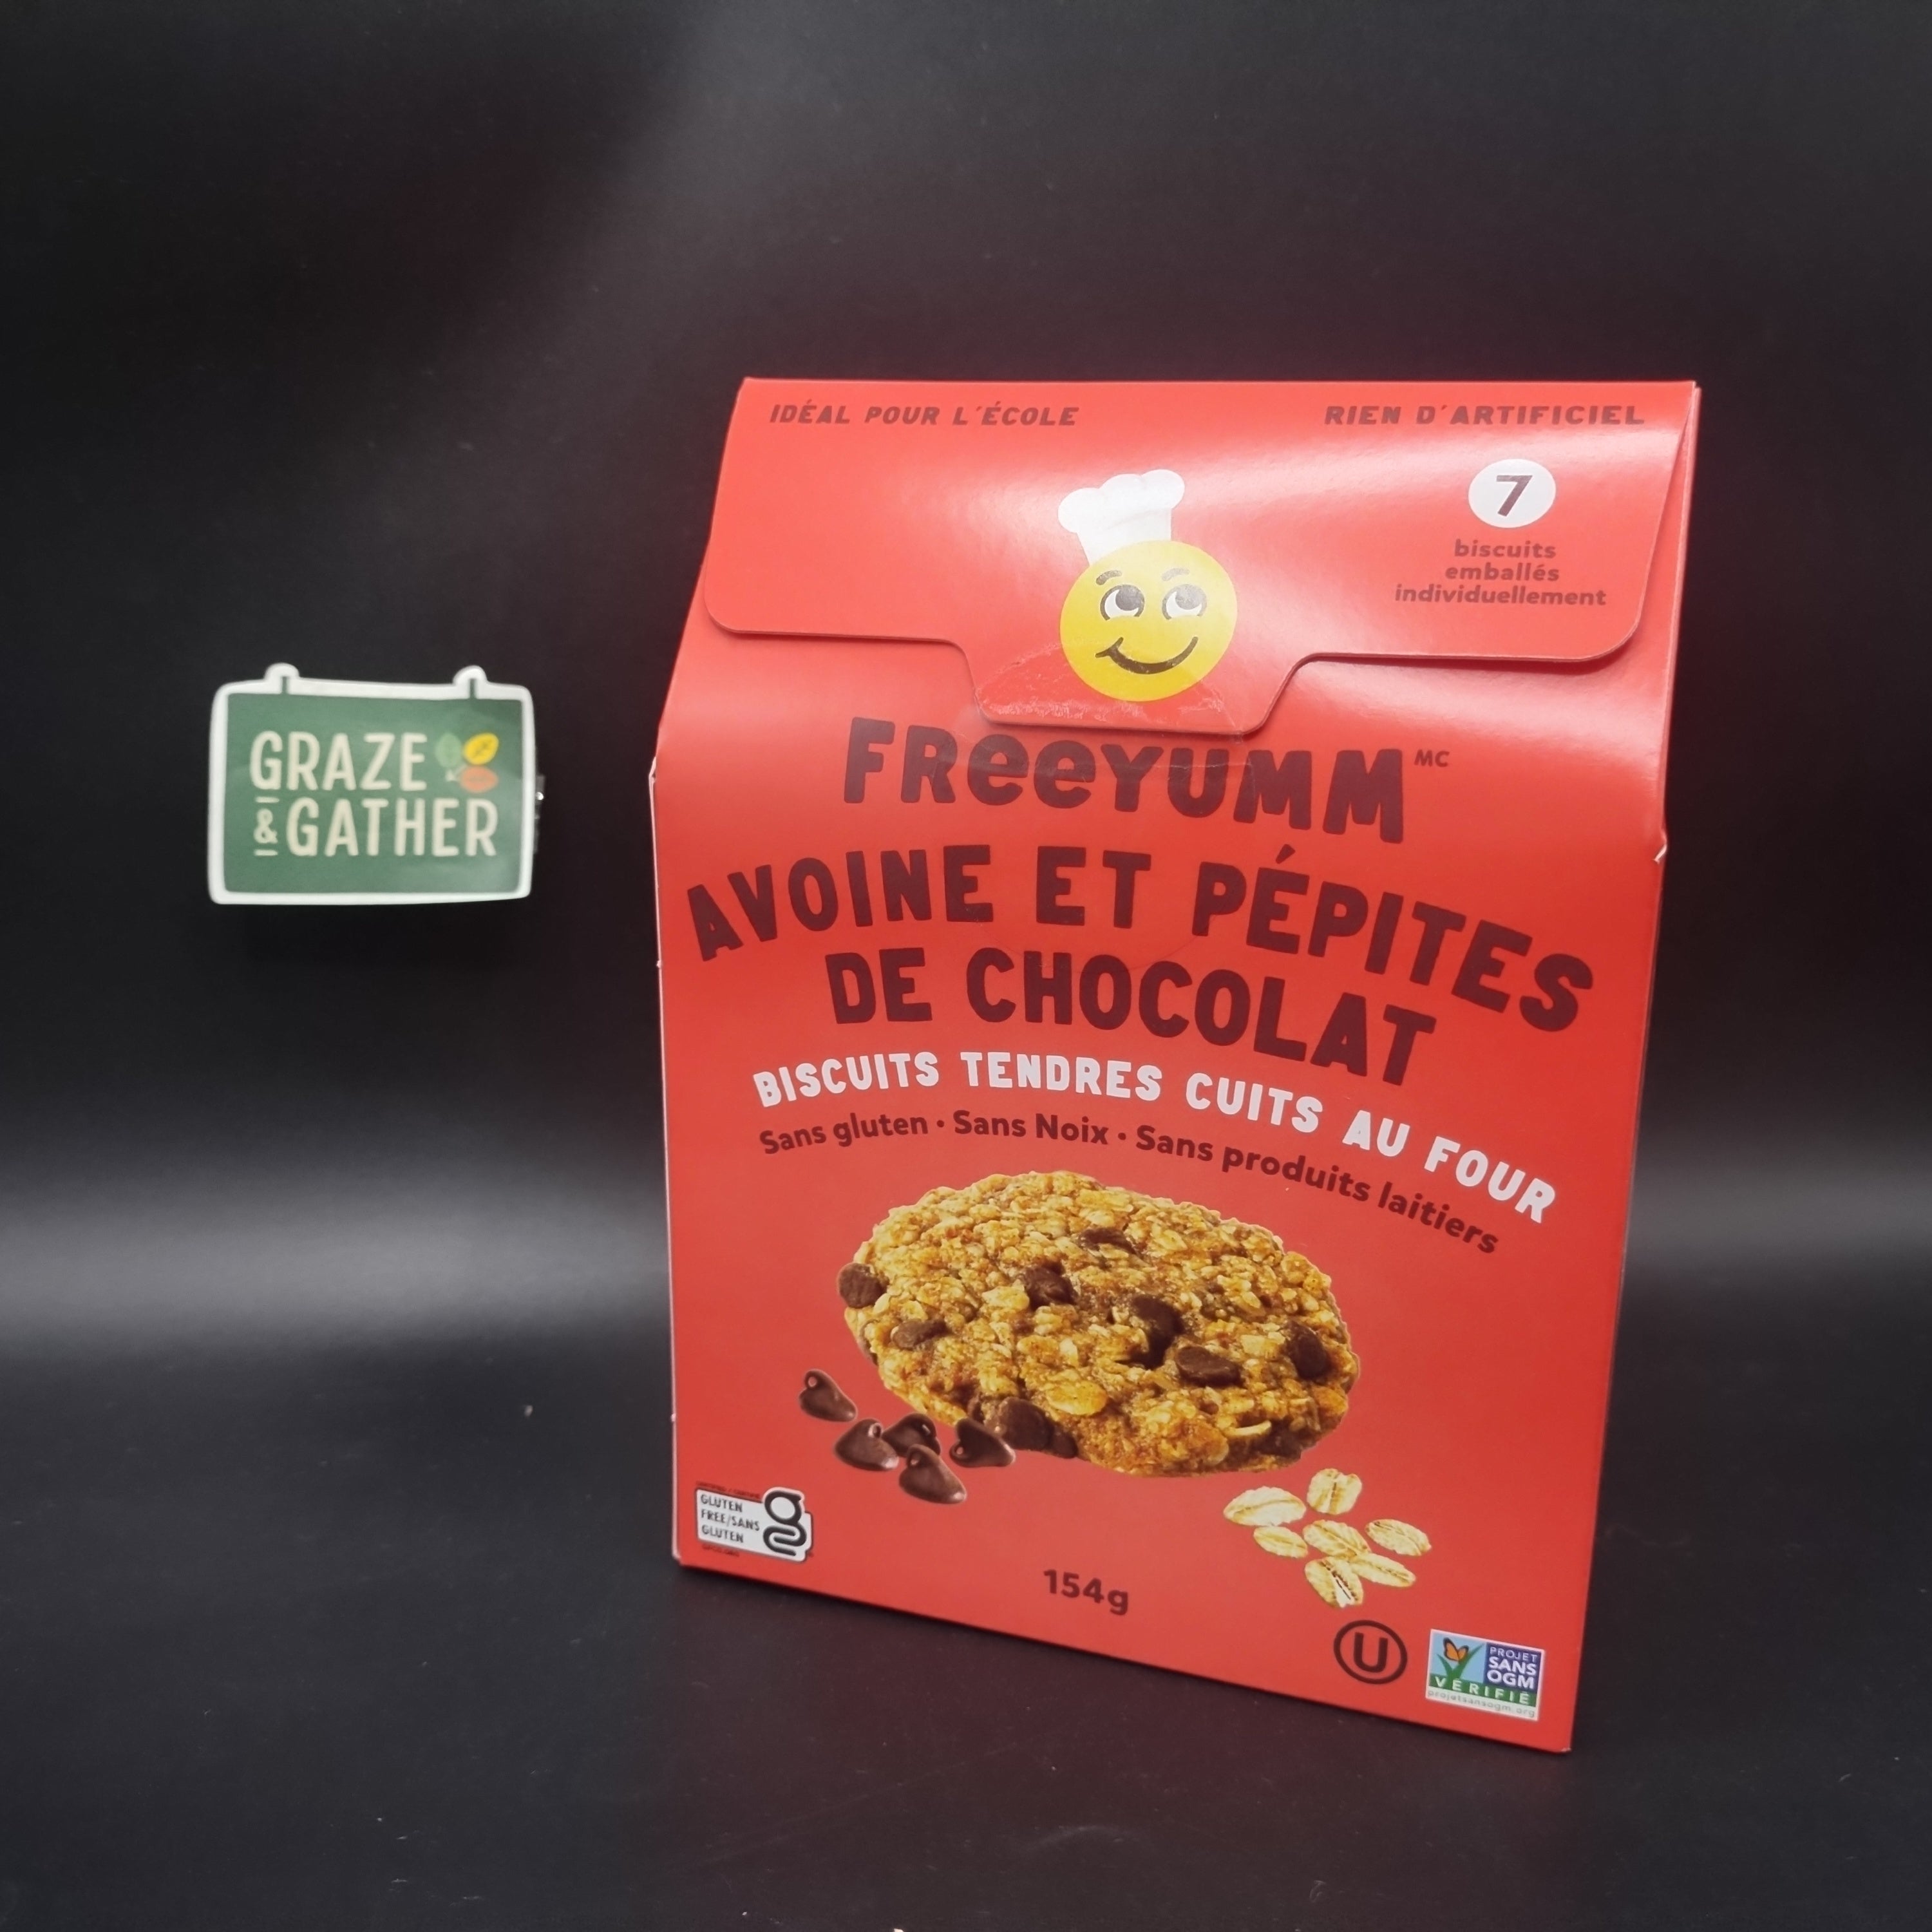 IDÉAL POUR L'ÉCOLE
RIEN D'ARTIFICIEL
7
biscuits
emballés
individuellement
GRAZE
& GATHER
FReeYUMM MC
AVOINE ET PÉPITES
DE CHOCOLAT
BISCUITS TENDRES CUITS AU FOUR
Sans gluten • Sans Noix • Sans produits laitiers
GLUTEN
FREE/SANS
GLUTEN
154g
U
PROJET
SANS
OGM
VÉRIFIÉ
projetsansogm.org